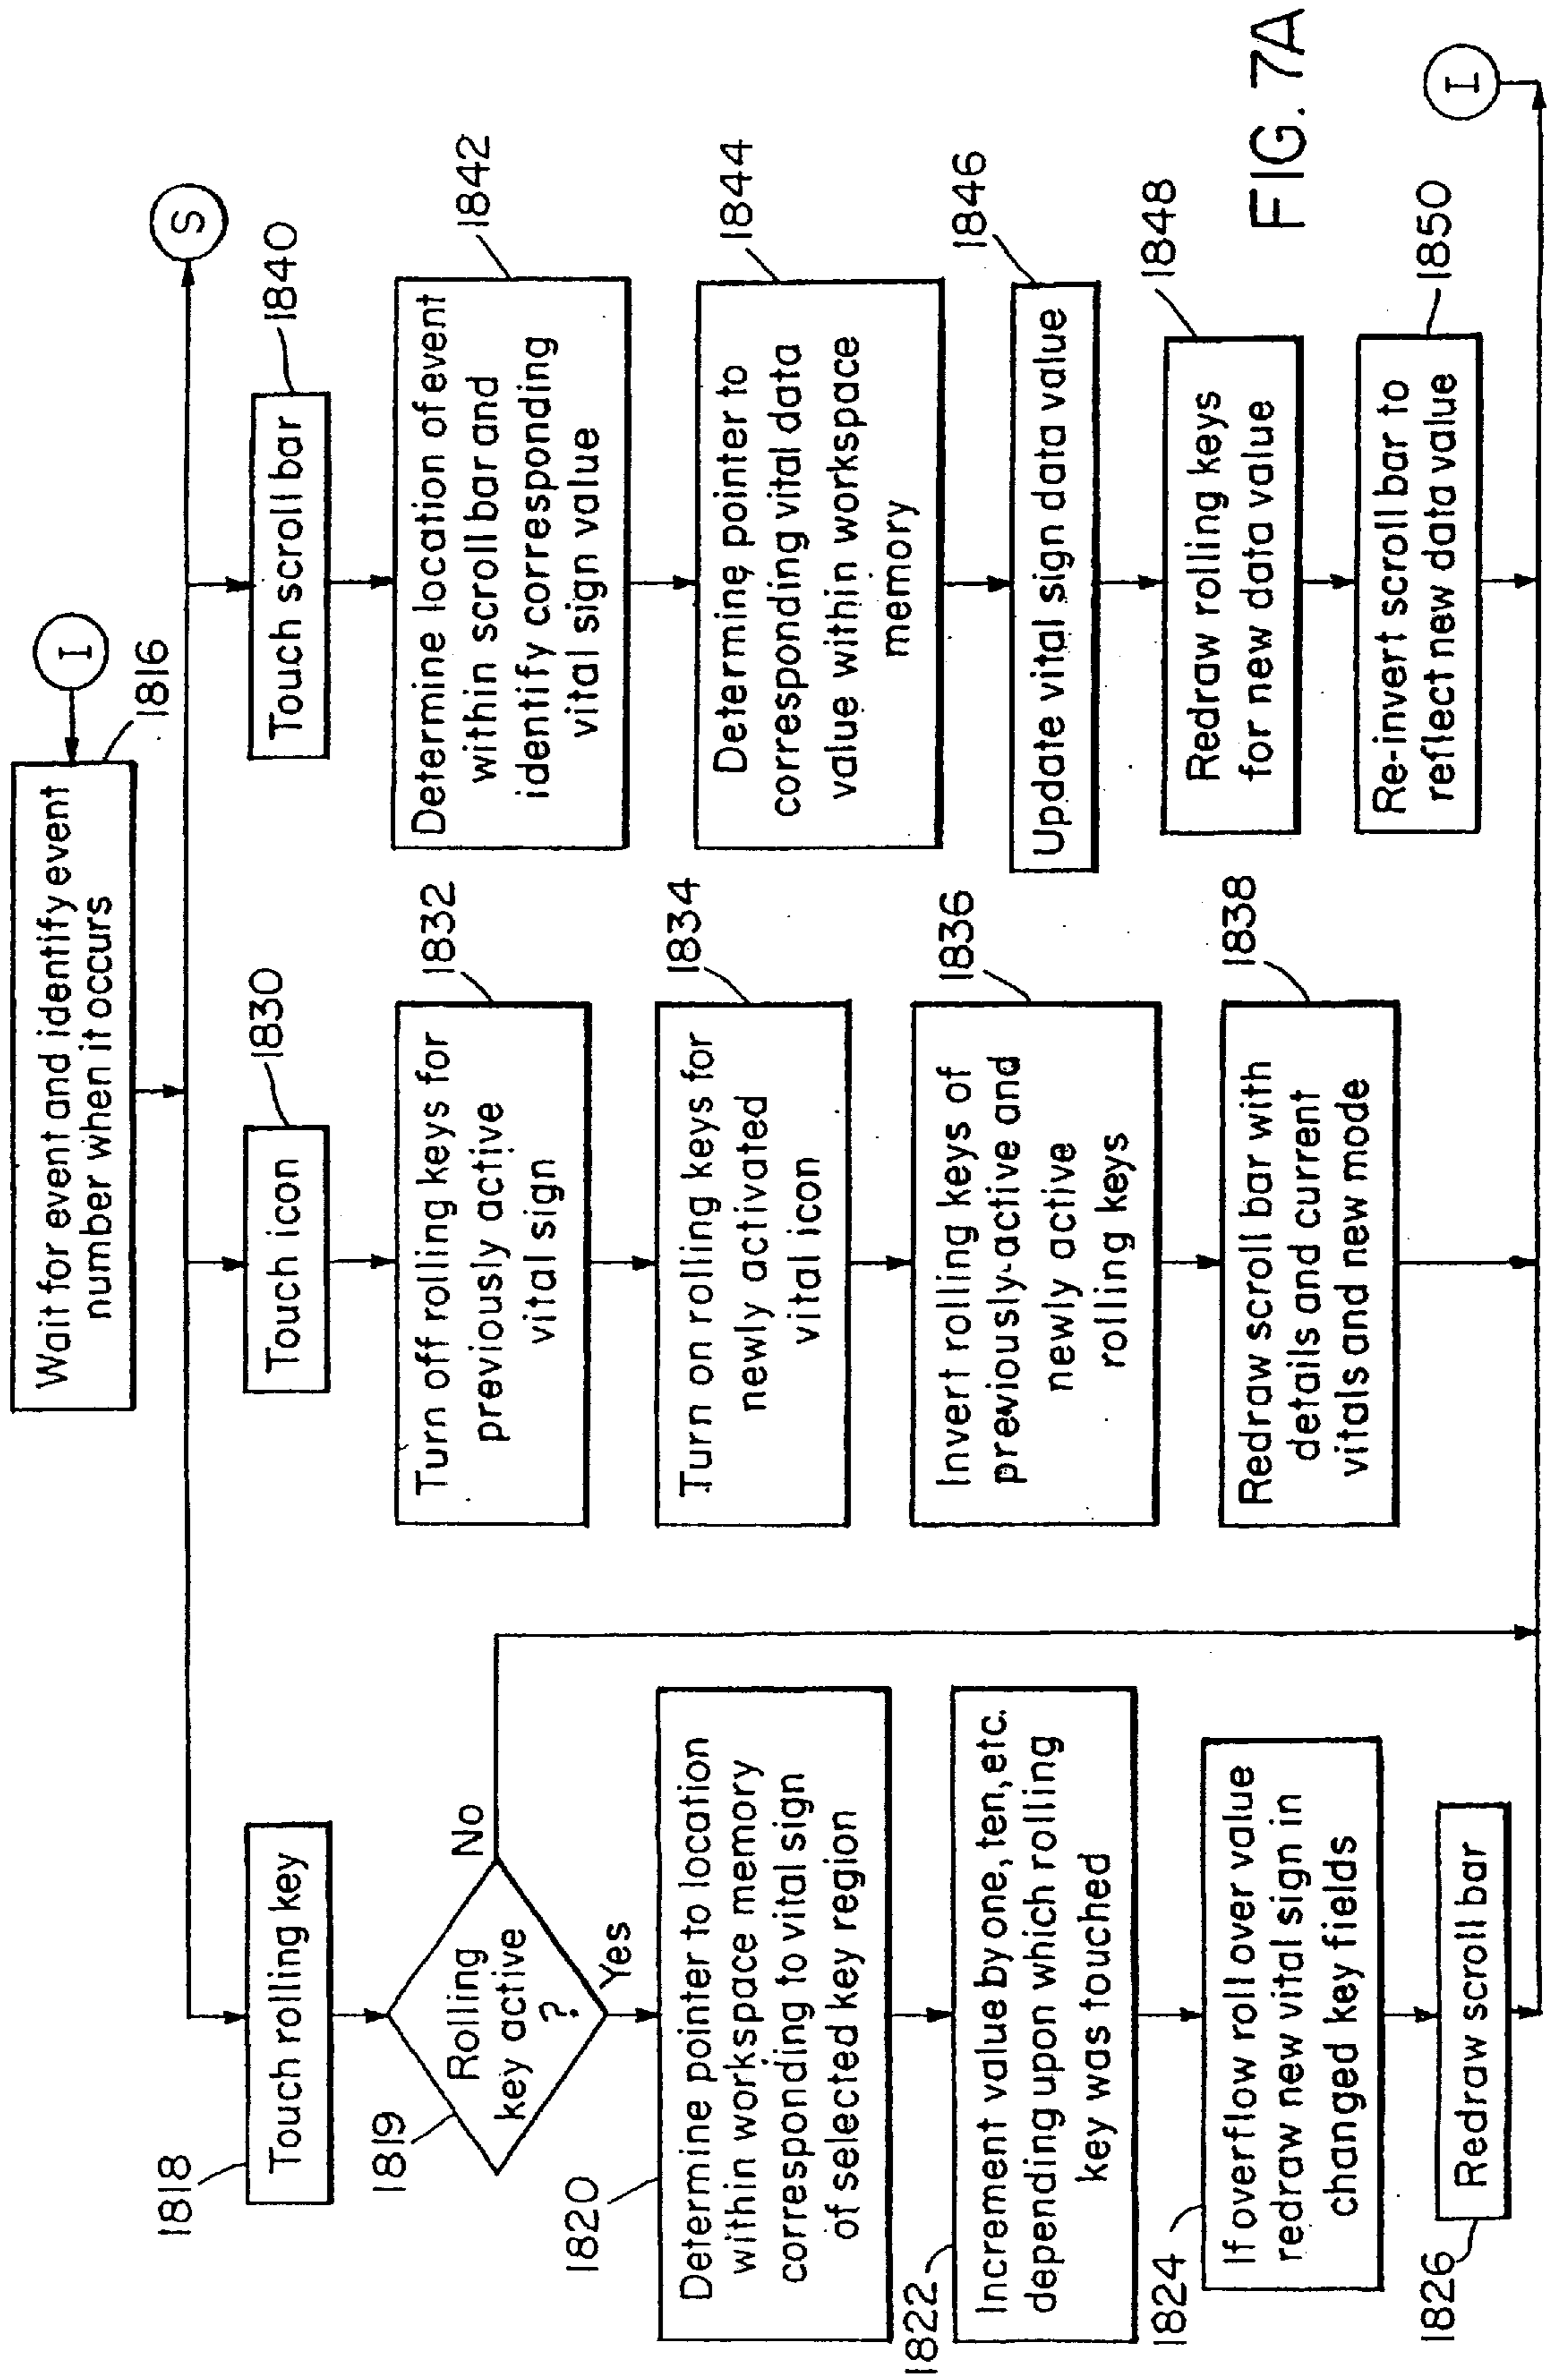 I
Wait for event and identify event
number when it occurs
1816
S
1818
Touch rolling key
1819
Rolling
key active
?
No
Yes
1820
Determine pointer to location
within workspace memory
corresponding to vital sign
of selected key region
1822
Increment value by one, ten, etc.
depending upon which rolling
key was touched
1824
If overflow roll over value
redraw new vital sign in
changed key fields
1826
Redraw scroll bar
1830
Touch icon
1832
Turn off rolling keys for
previously active
vital sign
1834
Turn on rolling keys for
newly activated
vital icon
1836
Invert rolling keys of
previously-active and
newly active
rolling keys
1838
Redraw scroll bar with
details and current
vitals and new mode
1840
Touch scroll bar
1842
Determine location of event
within scroll bar and
identify corresponding
vital sign value
1844
Determine pointer to
corresponding vital data
value within workspace
memory
1846
Update vital sign data value
1848
Redraw rolling keys
for new data value
1850
Re-invert scroll bar to
reflect new data value
I
FIG. 7A